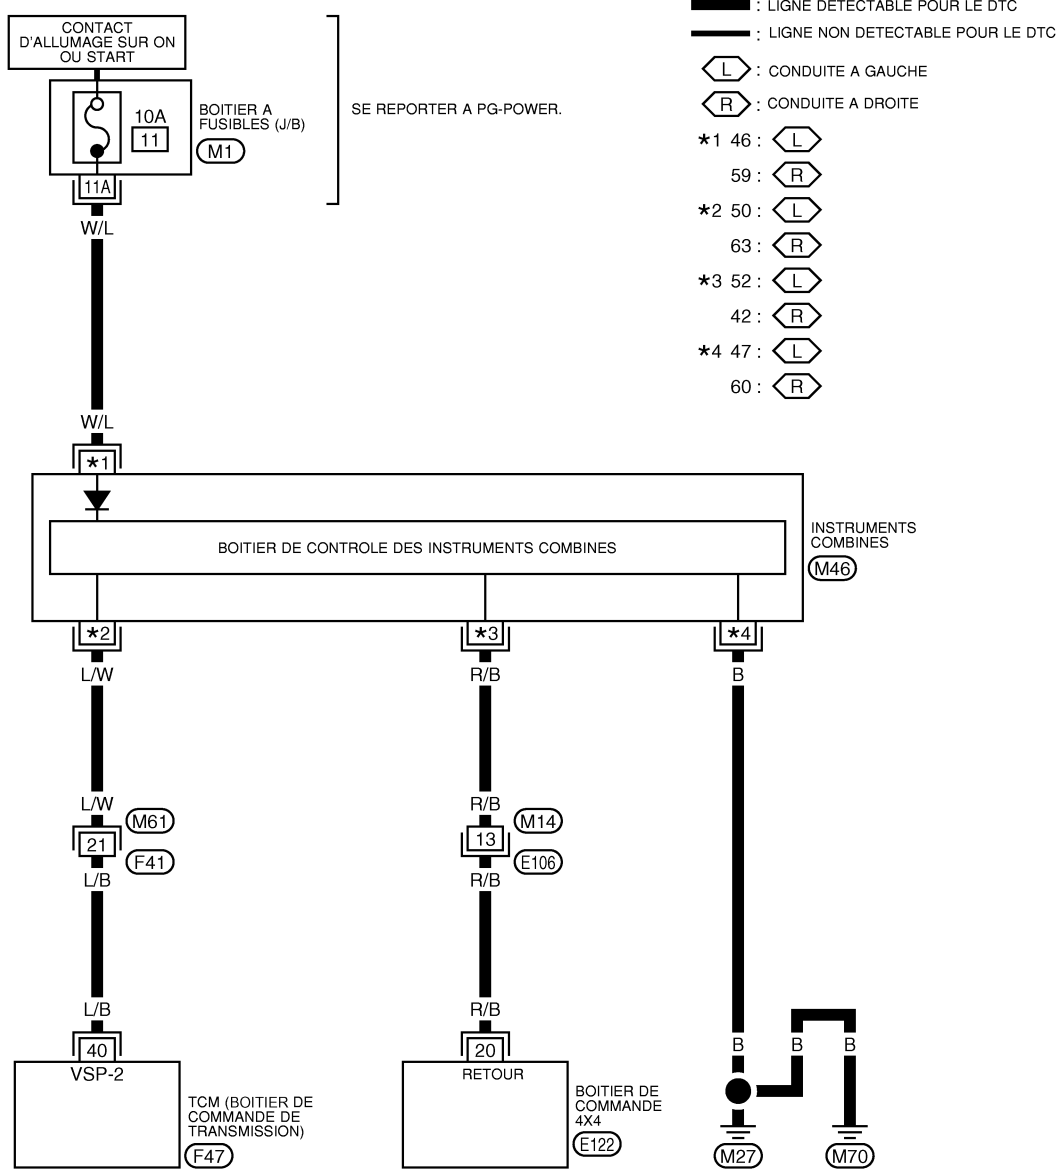 : LIGNE DETECTABLE POUR LE DTC
: LIGNE NON DETECTABLE POUR LE DTC
L : CONDUITE A GAUCHE
R : CONDUITE A DROITE
★1 46 : L
59 : R
★2 50 : L
63 : R
★3 52 : L
42 : R
★4 47 : L
60 : R
CONTACT
D'ALLUMAGE SUR ON
OU START
10A
11
BOITIER A
FUSIBLES (J/B)
M1
SE REPORTER A PG-POWER.
11A
W/L
W/L
★1
BOITIER DE CONTROLE DES INSTRUMENTS COMBINES
INSTRUMENTS
COMBINES
M46
★2
★3
★4
L/W
R/B
B
L/W
M61
21
F41
L/B
R/B
M14
13
E106
R/B
L/B
R/B
B
B
B
40
VSP-2
TCM (BOITIER DE
COMMANDE DE
TRANSMISSION)
F47
20
RETOUR
BOITIER DE
COMMANDE
4X4
E122
M27
M70